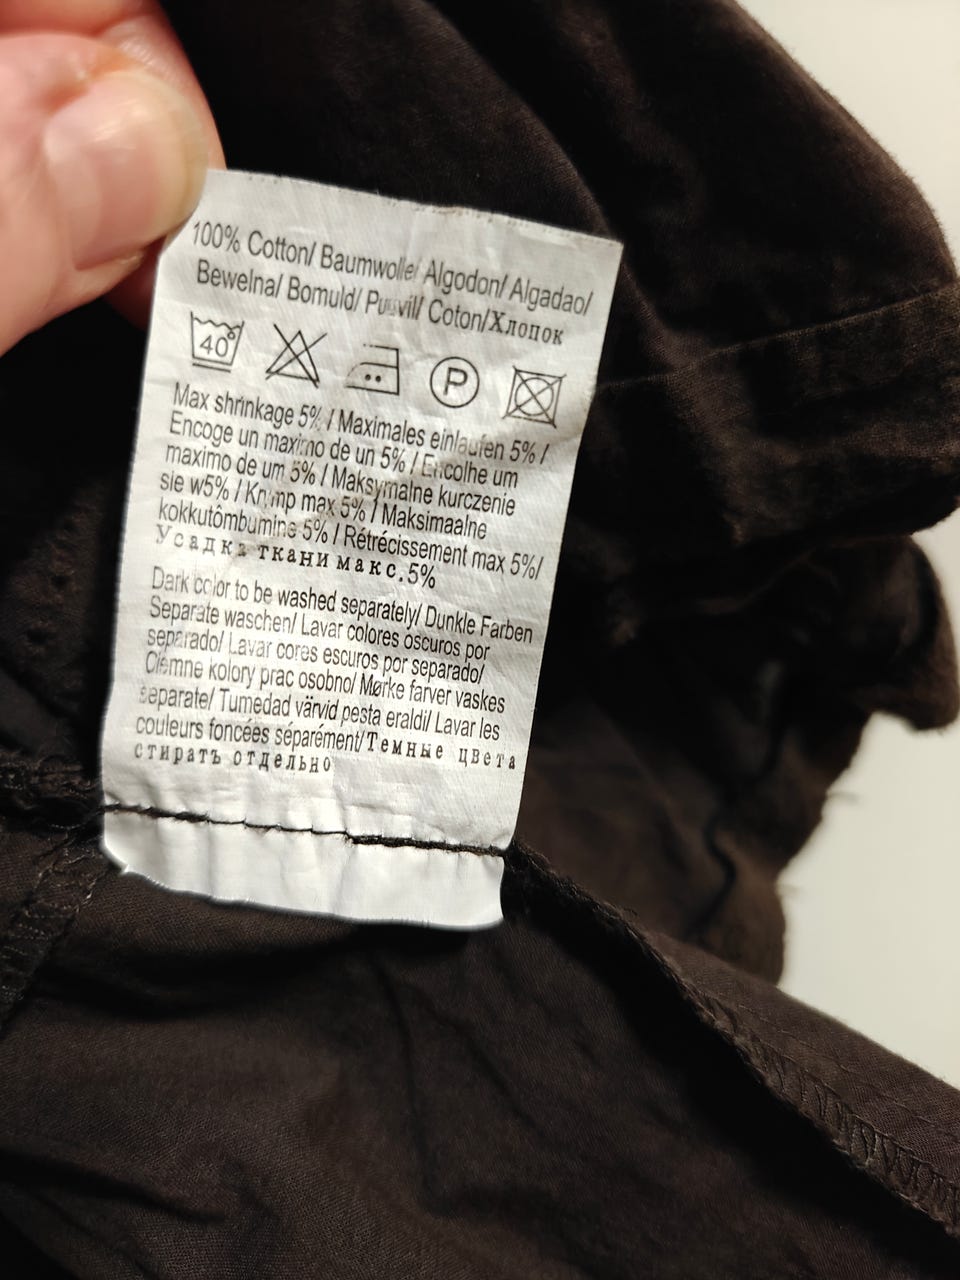 100% Cotton/ Baumwolle/ Algodon/ Algadao/
Bewelna/ Bomuld/ Puuvill/ Coton/Хлопок
40°
P
Max shrinkage 5% / Maximales einlaufen 5% /
Encoge un maximo de un 5% / Encolhe um
maximo de um 5% / Maksymalne kurczenie
sie w5% / Krimp max 5% / Maksimaalne
kokkutômbumine 5% / Rétrécissement max 5%/
Усадка ткани макс.5%
Dark color to be washed separately/ Dunkle Farben
Separate waschen/ Lavar colores oscuros por
separado/ Lavar cores escuros por separado/
Ciemne kolory prac osobno/ Mørke farver vaskes
separate/ Tumedad värvid pesta eraldi/ Lavar les
couleurs foncées séparément/Темные цвета
стирать отдельно